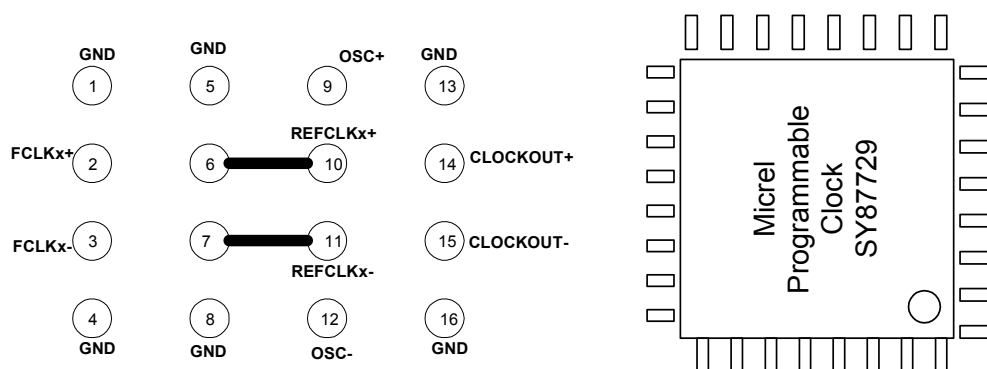 GND
GND
OSC+
GND
1
5
9
13
FCLKx+
REFCLKx+
2
6
10
14
CLOCKOUT+
FCLKx-
3
7
11
15
CLOCKOUT-
REFCLKx-
4
8
12
16
GND
GND
OSC-
GND
Micrel
Programmable
Clock
SY87729